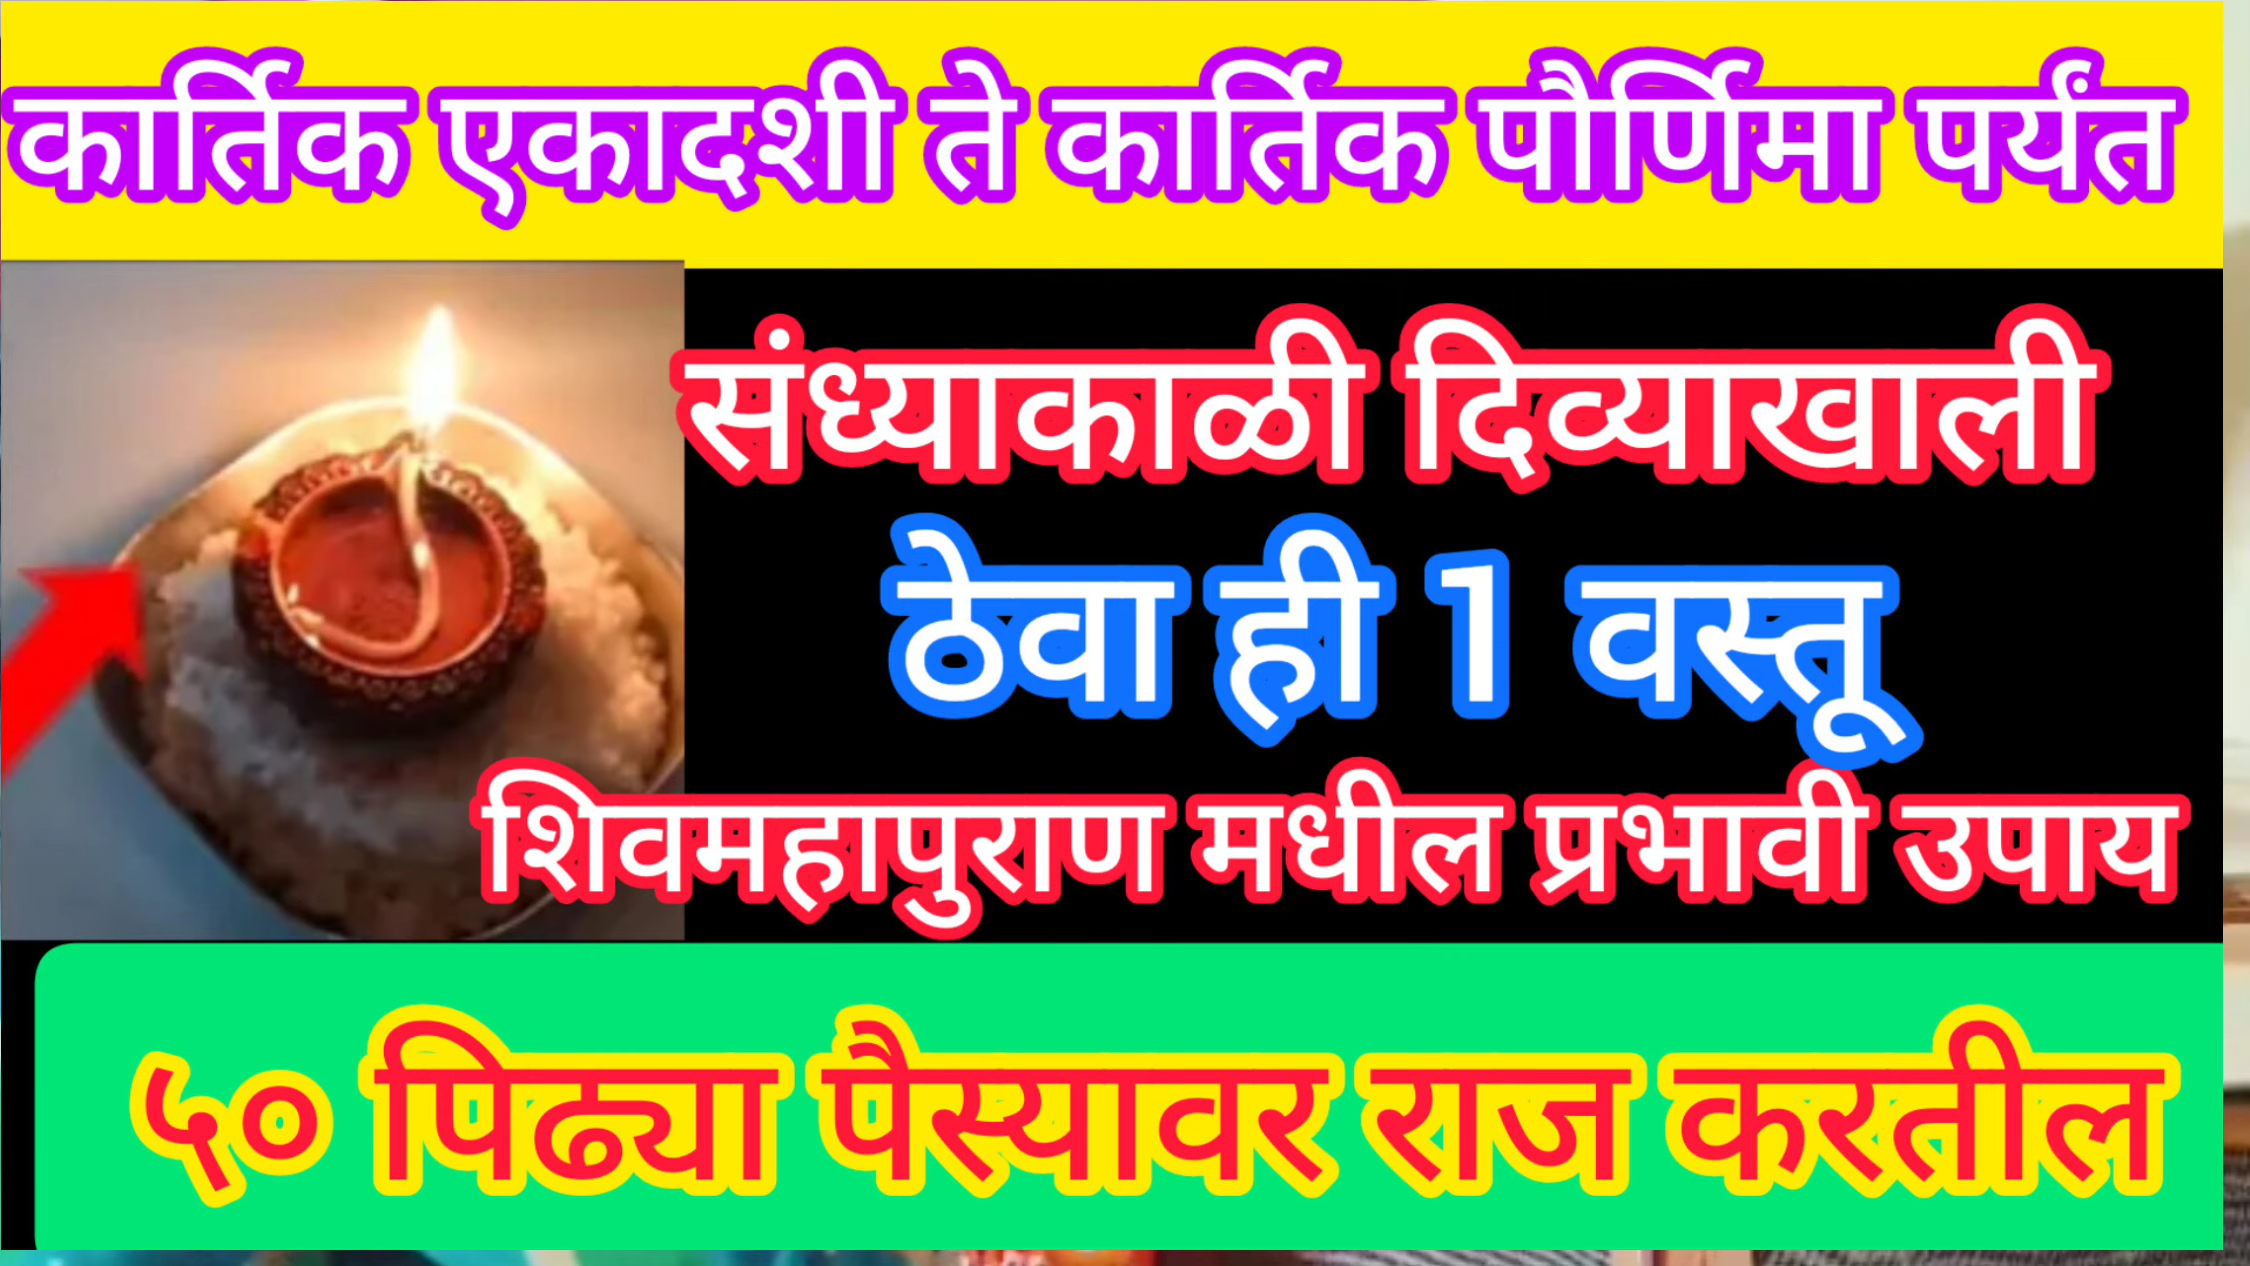 कार्तिक एकादशी ते कार्तिक पौर्णिमा पर्यंत
संध्याकाळी दिव्याखाली
ठेवा ही 1 वस्तू
शिवमहापुराण मधील प्रभावी उपाय
५० पिढ्या पैस्यावर राज करतील